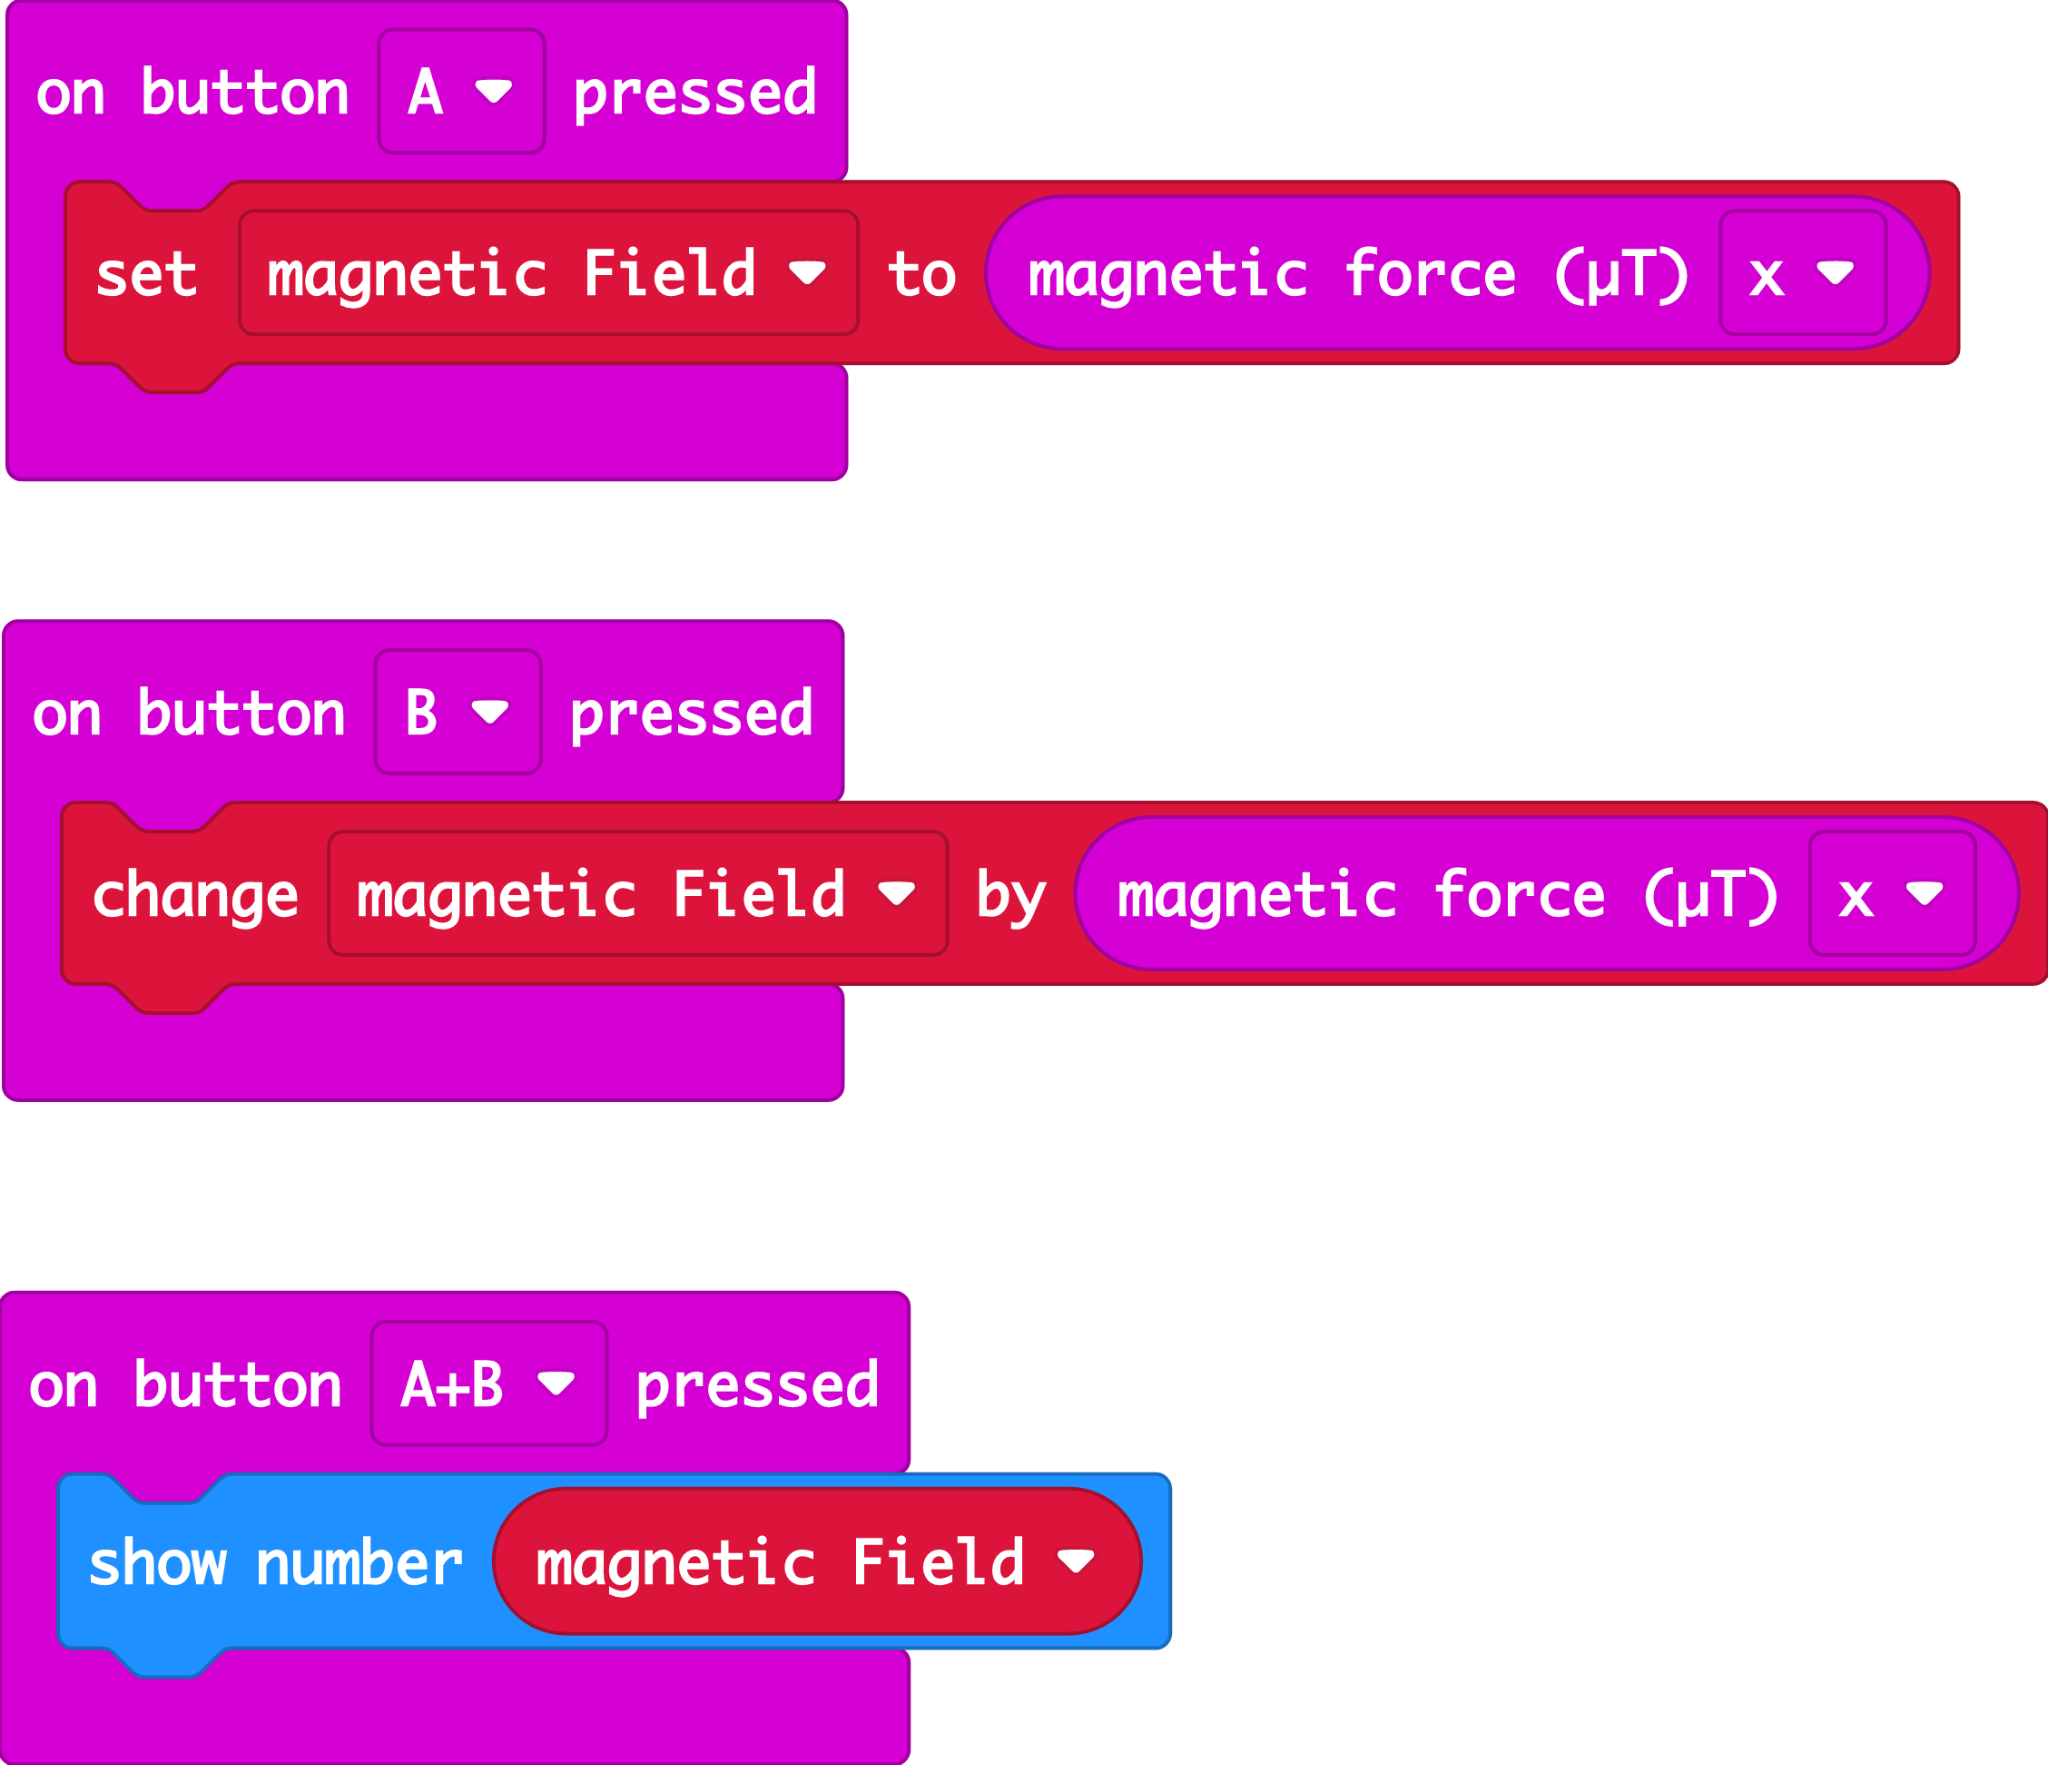 on button A pressed
set magnetic Field to magnetic force (µT) x
on button B pressed
change magnetic Field by magnetic force (µT) x
on button A+B pressed
show number magnetic Field